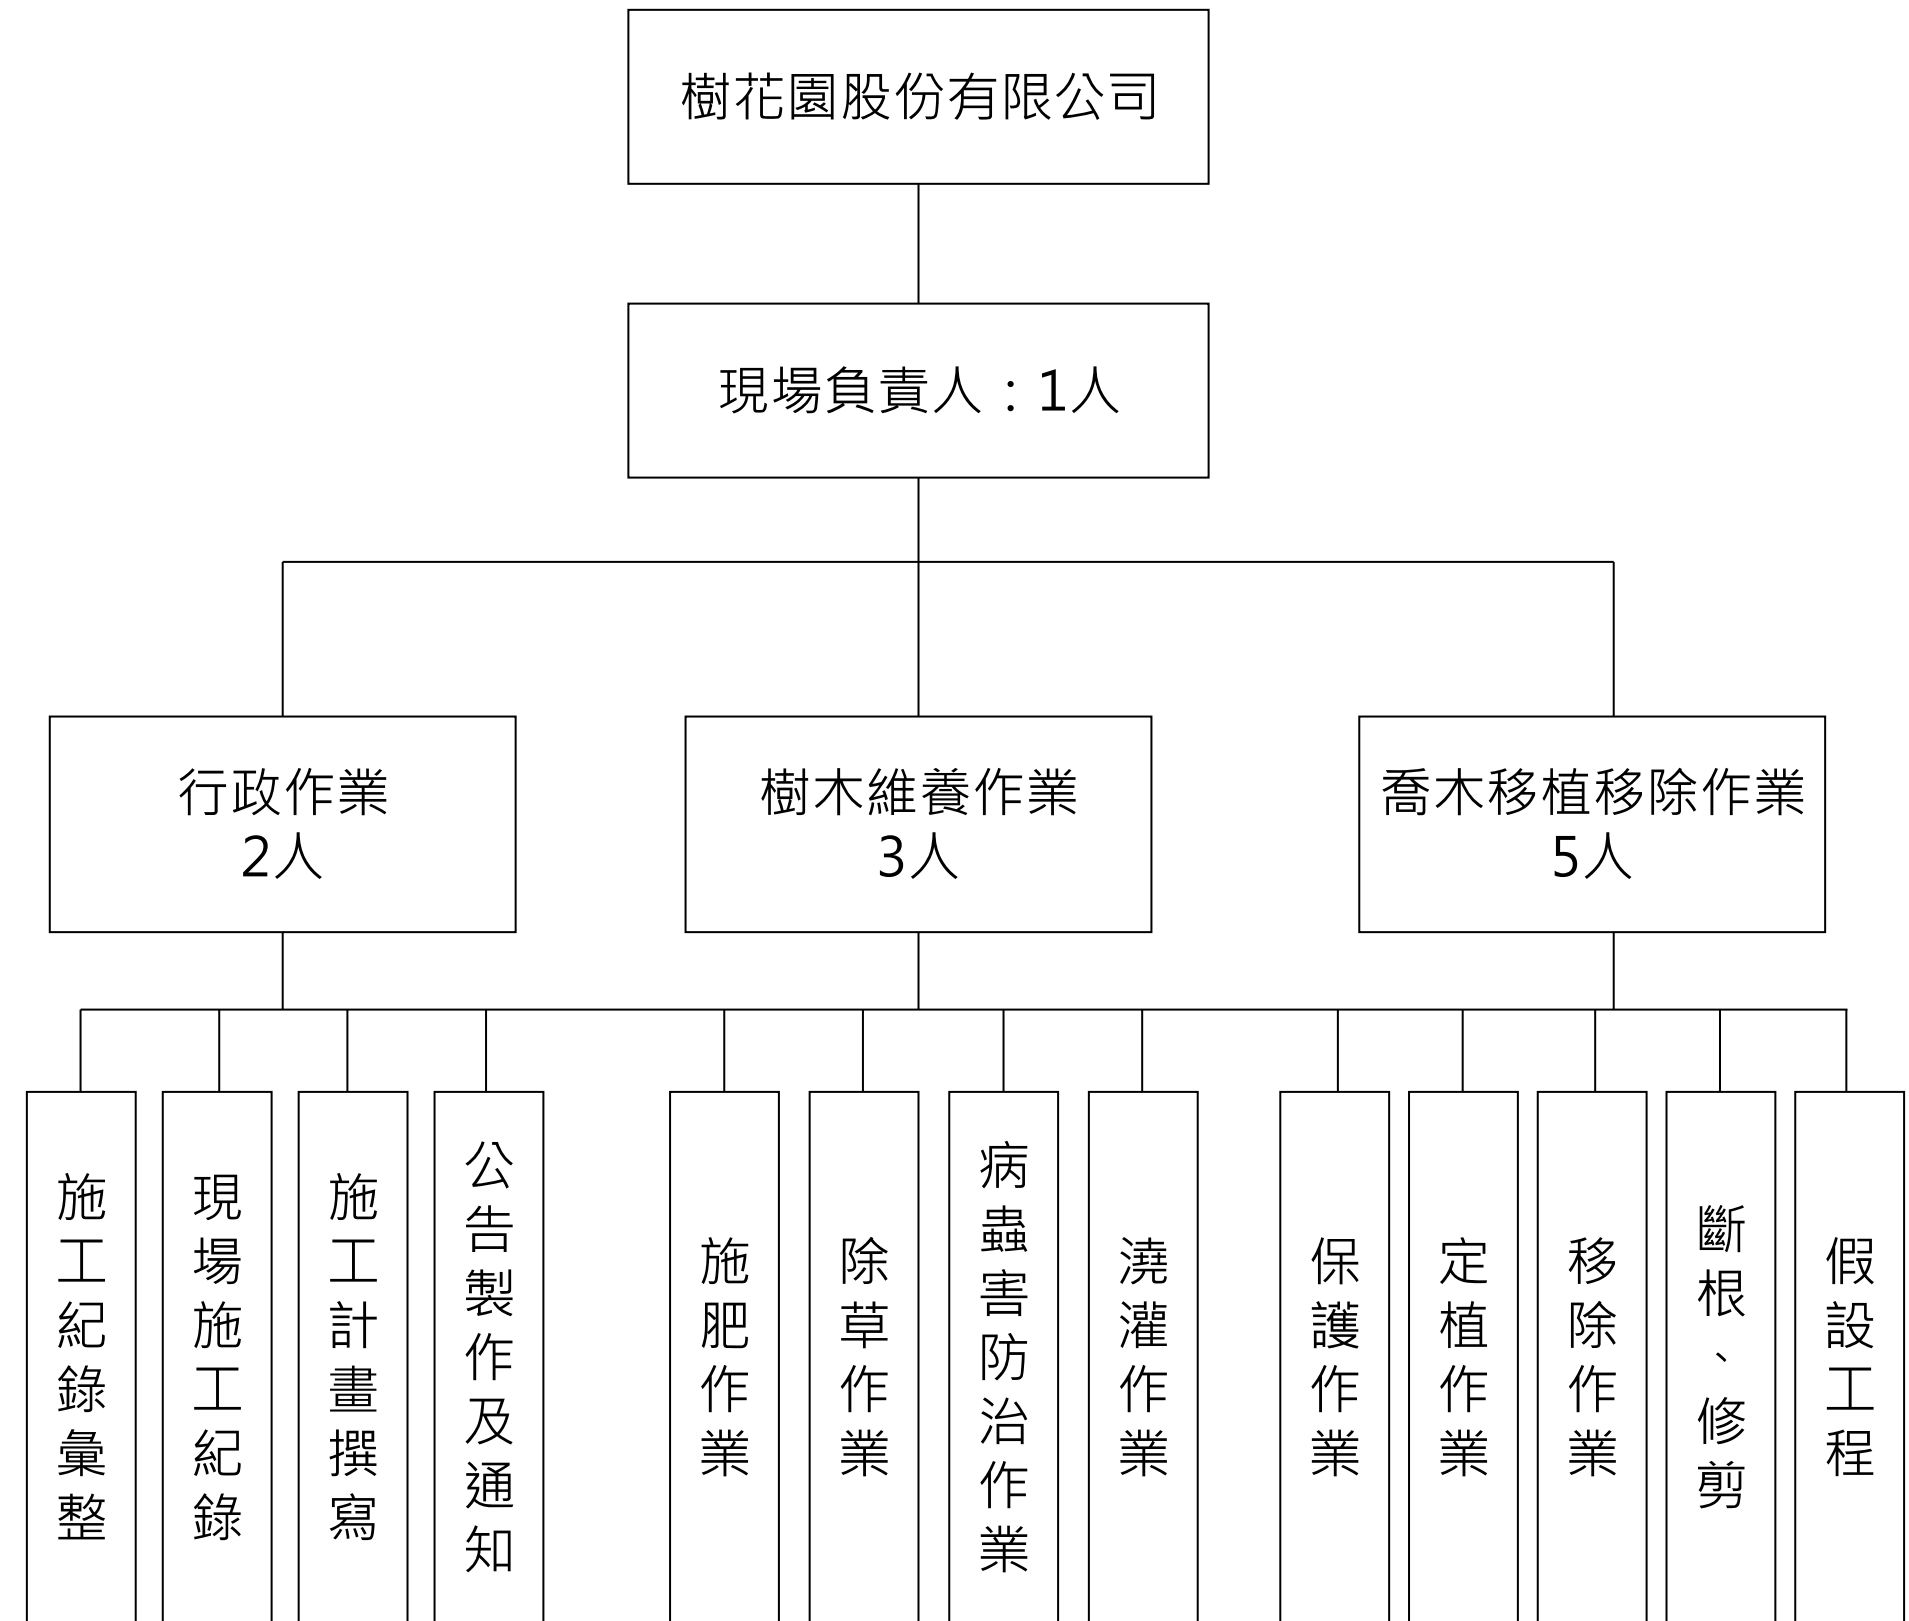 樹花園股份有限公司
現場負責人：1人
行政作業
2人
樹木維養作業
3人
喬木移植移除作業
5人
施工紀錄彙整
現場施工紀錄
施工計畫撰寫
公告製作及通知
施肥作業
除草作業
病蟲害防治作業
澆灌作業
保護作業
定植作業
移除作業
斷根、修剪
假設工程